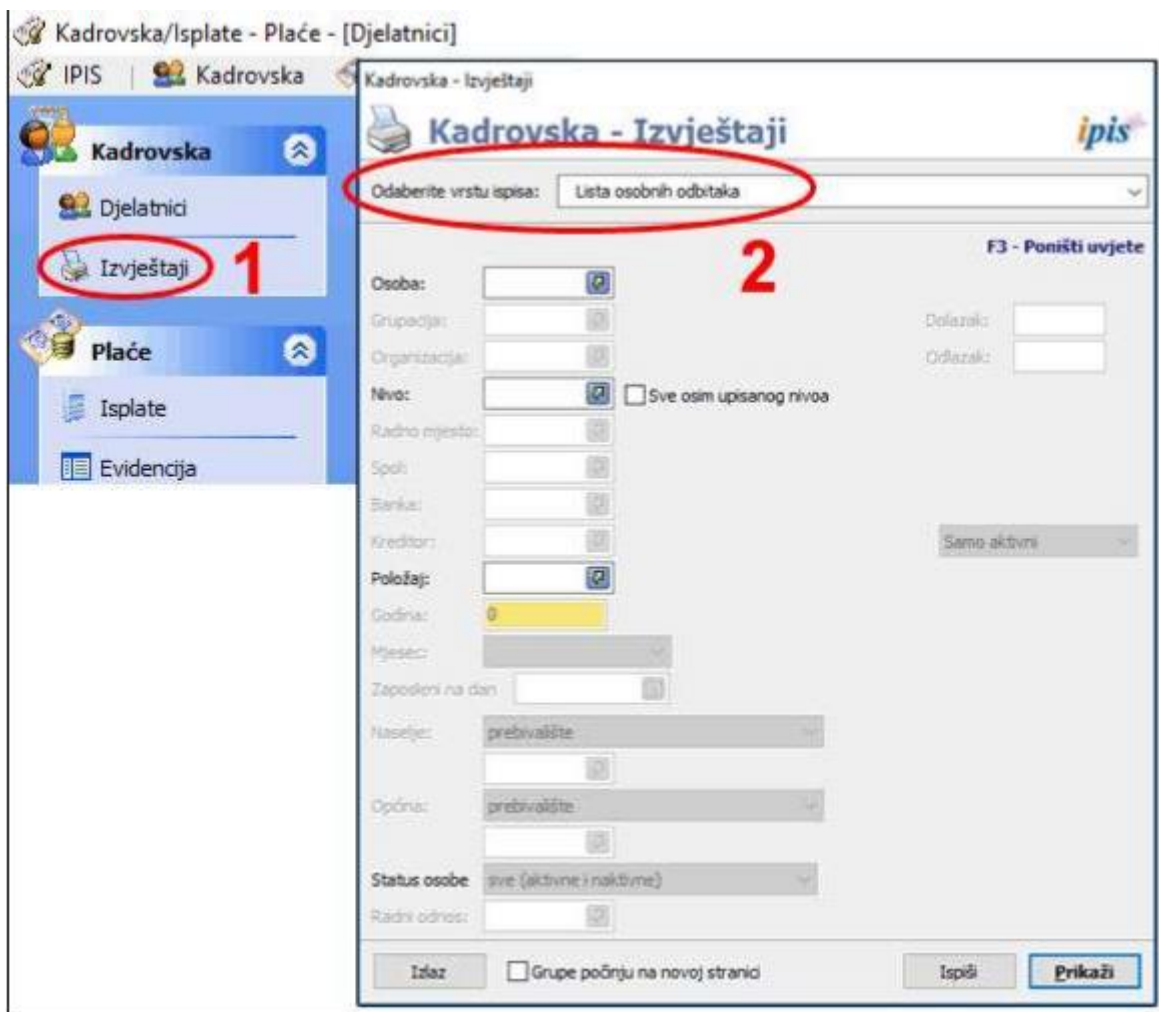 Kadrovska/Isplate - Plaće - [Djelatnici]
IPIS | Kadrovska
Kadrovska
Djelatnici
Izvještaji 1
Plaće
Isplate
Evidencija
Kadrovska - Izvještaji
Kadrovska - Izvještaji ipis
Odaberite vrstu ispisa: Lista osobnih odbitaka
2
F3 - Poništi uvjete
Osoba:
Grupacija: Dolazak:
Organizacija: Odlazak:
Nivo: Sve osim upisanog nivoa
Radno mjesto:
Spol:
Banka:
Kreditor: Samo aktivni
Položaj:
Godina: 0
Mjesec:
Zaposleni na dan
Naselje: prebivalište
Općina: prebivalište
Status osobe sve (aktivne i naktivne)
Radni odnos:
Izlaz Grupe počinju na novoj stranici Ispiši Prikaži